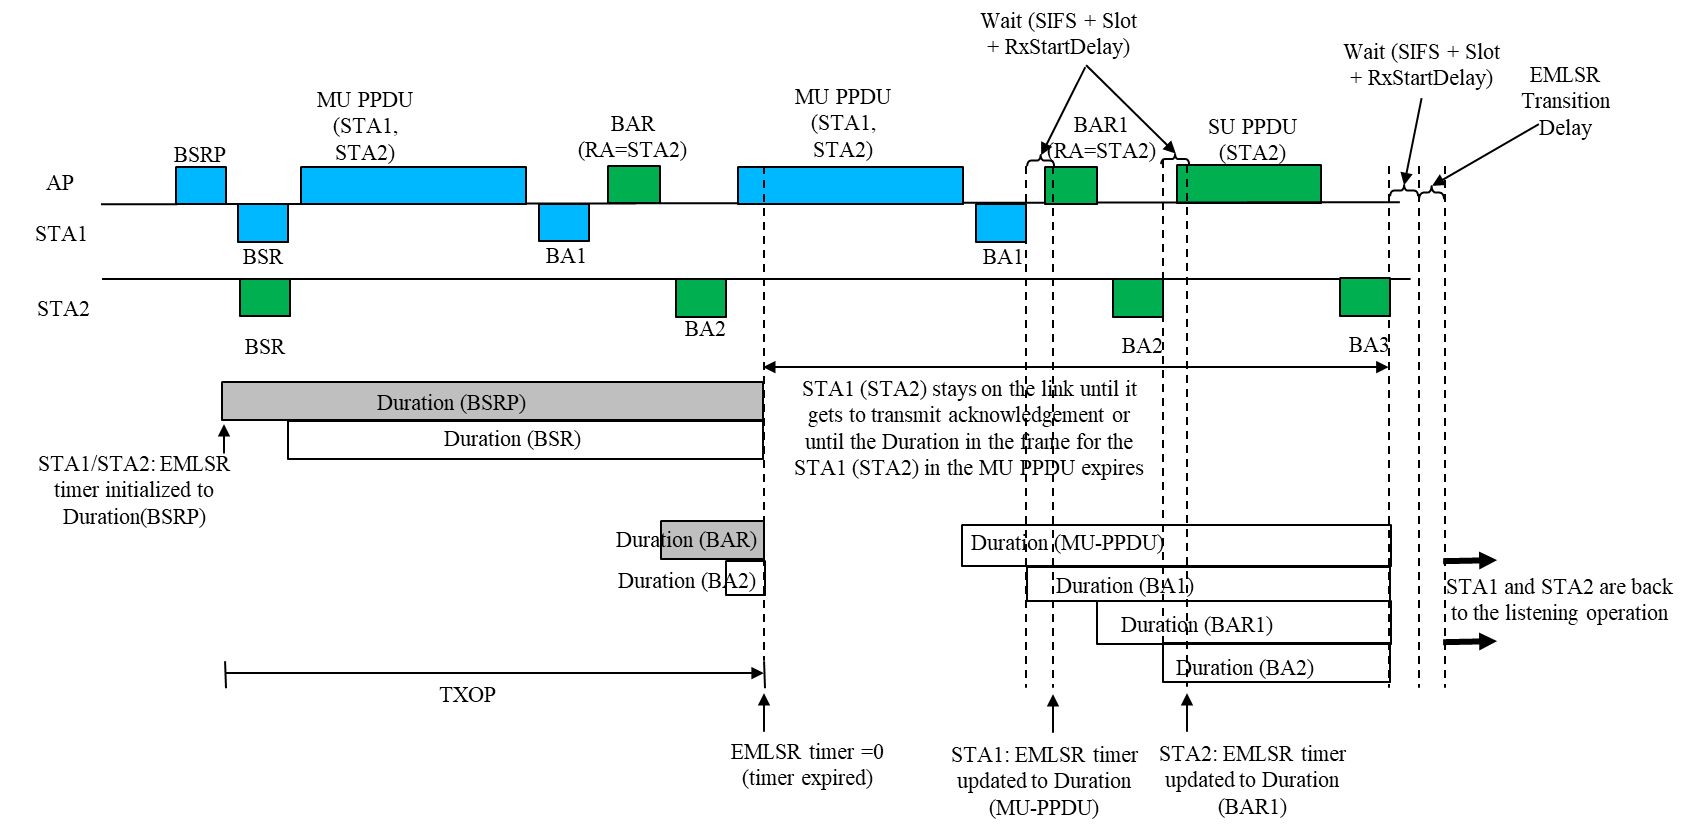 Wait (SIFS + Slot
+ RxStartDelay)
Wait (SIFS + Slot
+ RxStartDelay)
EMLSR
Transition
Delay
MU PPDU
(STA1,
STA2)
MU PPDU
(STA1,
STA2)
BSRP
BAR
(RA=STA2)
BAR1
(RA=STA2)
SU PPDU
(STA2)
AP
STA1
BSR
BA1
BA1
STA2
BSR
BA2
BA2
BA3
Duration (BSRP)
Duration (BSR)
STA1 (STA2) stays on the link until it
gets to transmit acknowledgement or
until the Duration in the frame for the
STA1 (STA2) in the MU PPDU expires
STA1/STA2: EMLSR
timer initialized to
Duration(BSRP)
Duration (BAR)
Duration (BA2)
Duration (MU-PPDU)
Duration (BA1)
Duration (BAR1)
Duration (BA2)
STA1 and STA2 are back
to the listening operation
TXOP
EMLSR timer =0
(timer expired)
STA1: EMLSR timer
updated to Duration
(MU-PPDU)
STA2: EMLSR timer
updated to Duration
(BAR1)